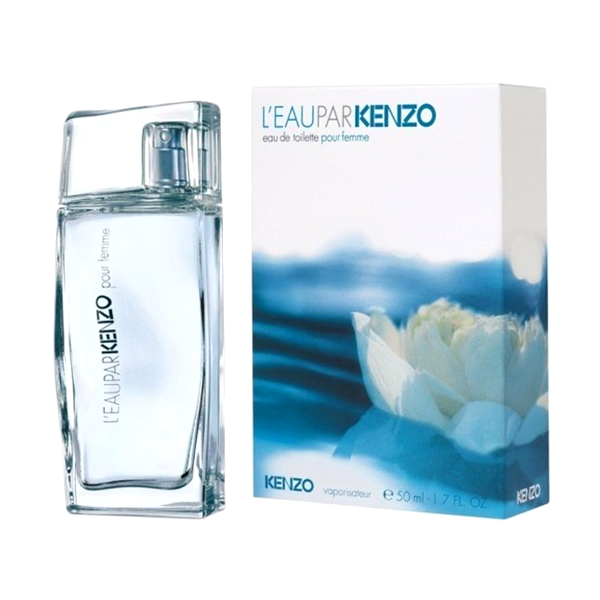 L'EAUPARKENZO pour femme
L'EAUPARKENZO
eau de toilette pour femme
KENZO vaporisateur e 50 ml - 1.7 FL. OZ.
KENZO